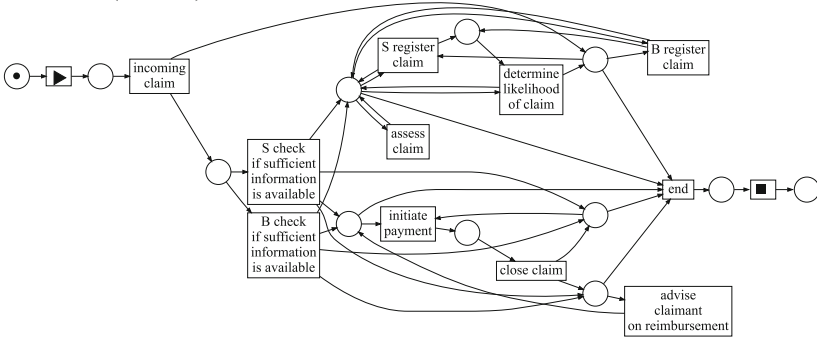 incoming
claim
S register
claim
determine
likelihood
of claim
B register
claim
assess
claim
S check
if sufficient
information
is available
B check
if sufficient
information
is available
initiate
payment
close claim
end
advise
claimant
on reimbursement